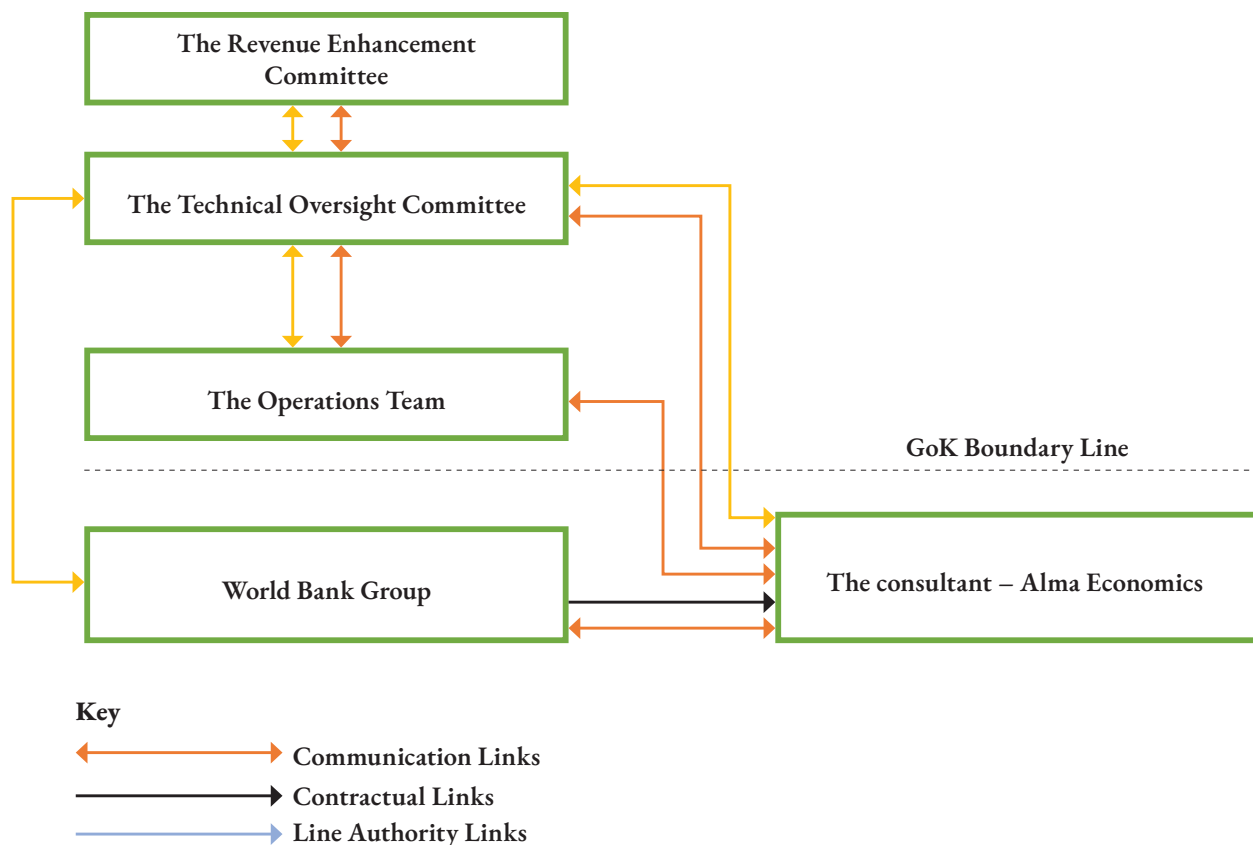 The Revenue Enhancement
Committee
The Technical Oversight Committee
The Operations Team
GoK Boundary Line
World Bank Group
The consultant – Alma Economics
Key
Communication Links
Contractual Links
Line Authority Links